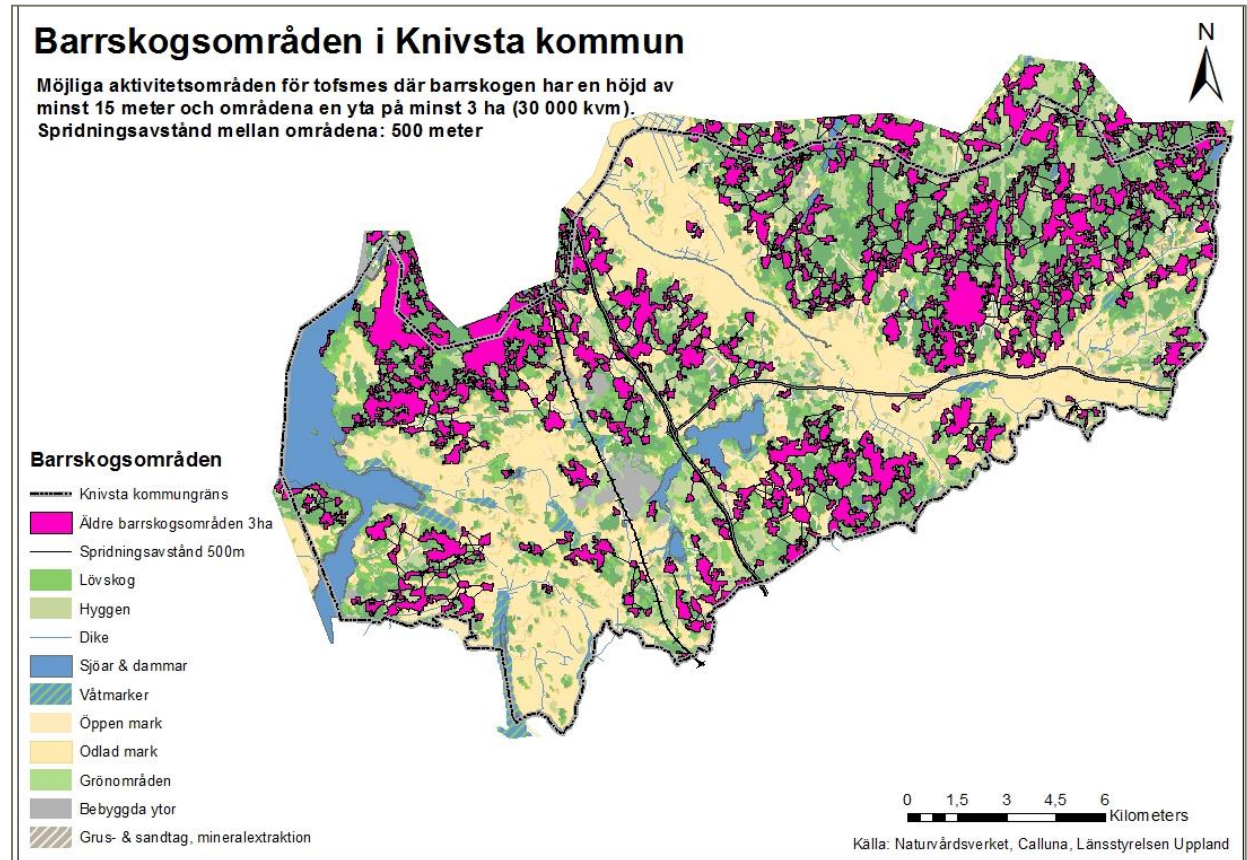 Barrskogsområden i Knivsta kommun
Möjliga aktivitetsområden för tofsmes där barrskogen har en höjd av
minst 15 meter och områdena en yta på minst 3 ha (30 000 kvm).
Spridningsavstånd mellan områdena: 500 meter
N
Barrskogsområden
Knivsta kommungräns
Äldre barrskogsområden 3ha
Spridningsavstånd 500m
Lövskog
Hyggen
Dike
Sjöar & dammar
Våtmarker
Öppen mark
Odlad mark
Grönområden
Bebyggda ytor
Grus- & sandtag, mineralextraktion
0 1,5 3 4,5 6
Kilometers
Källa: Naturvårdsverket, Calluna, Länsstyrelsen Uppland